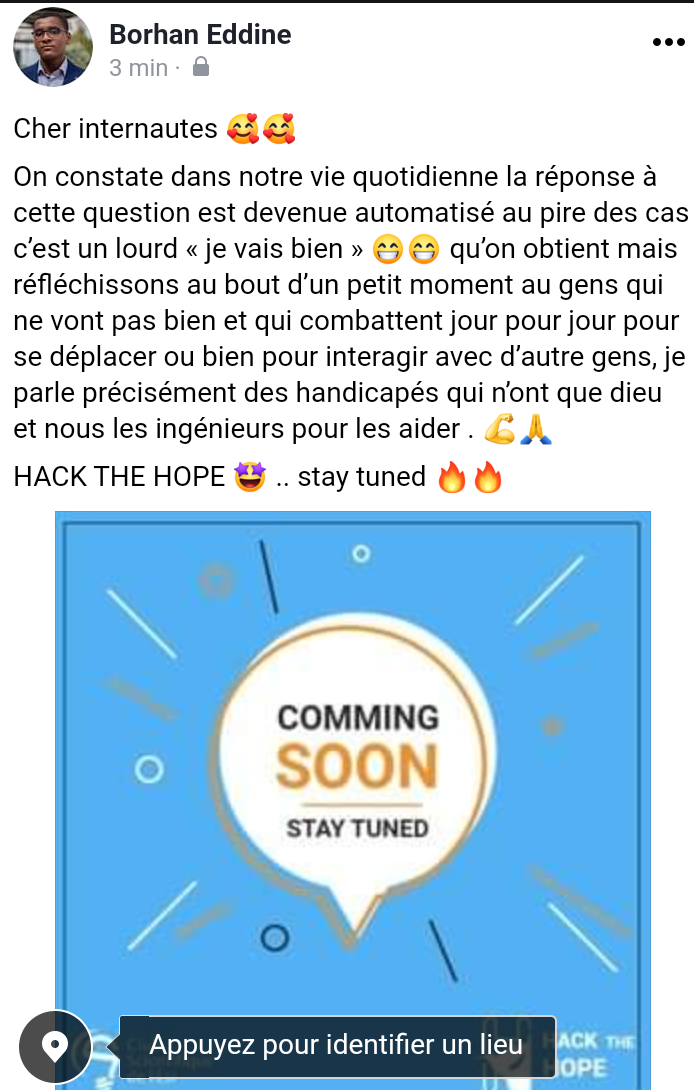 Borhan Eddine
3 min ·
Cher internautes 🥰🥰
On constate dans notre vie quotidienne la réponse à
cette question est devenue automatisé au pire des cas
c’est un lourd « je vais bien » 😁😁 qu’on obtient mais
réfléchissons au bout d’un petit moment au gens qui
ne vont pas bien et qui combattent jour pour jour pour
se déplacer ou bien pour interagir avec d’autre gens, je
parle précisément des handicapés qui n’ont que dieu
et nous les ingénieurs pour les aider . 💪🙏
HACK THE HOPE 🤩 .. stay tuned 🔥🔥
COMMING
SOON
STAY TUNED
Appuyez pour identifier un lieu
HACK THE
HOPE